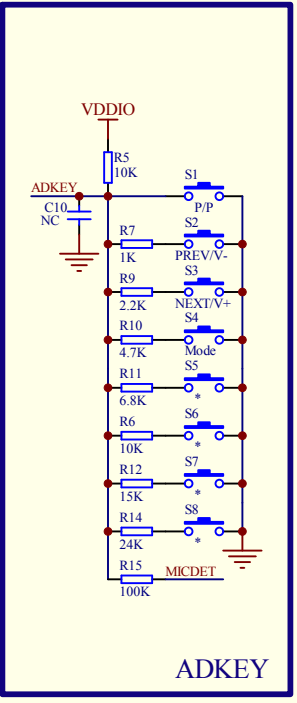 VDDIO
R5
10K
S1
ADKEY
C10
NC
P/P
R7
1K
S2
PREV/V-
R9
2.2K
S3
NEXT/V+
R10
4.7K
S4
Mode
R11
6.8K
S5
*
R6
10K
S6
*
R12
15K
S7
*
R14
24K
S8
*
R15
100K
MICDET
ADKEY